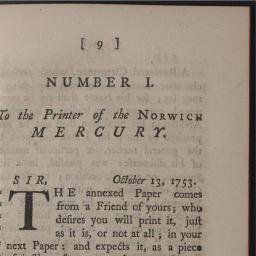 [ 9 ]
NUMBER I.
To the Printer of the NORWICH
MERCURY.
SIR,
October 13, 1753.
THE annexed Paper comes
from a Friend of yours; who
desires you will print it, just
as it is, or not at all; in your
next Paper: and expects it, as a piece